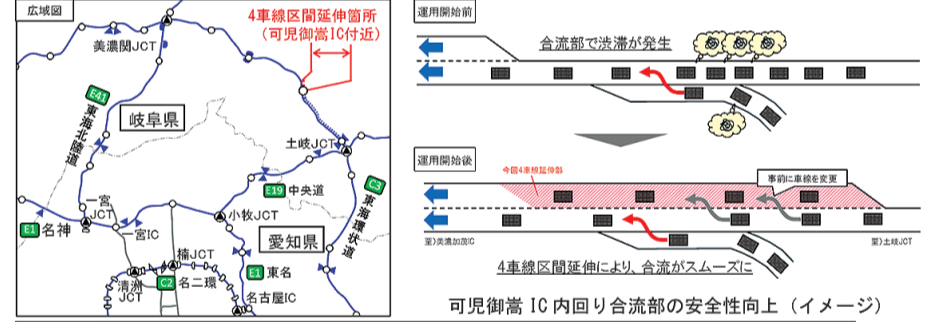 広域図
4車線区間延伸箇所
(可児御嵩IC付近)
美濃関JCT
E41
東海北陸道
岐阜県
土岐JCT
E19 中央道
C3
東海環状道
一宮
JCT
E1 名神
一宮IC
小牧JCT
愛知県
楠JCT
E1 東名
清洲
JCT
C2 名二環
名古屋IC
運用開始前
合流部で渋滞が発生
運用開始後
今回4車線延伸部
事前に車線を変更
至)美濃加茂IC
至)土岐JCT
4車線区間延伸により、合流がスムーズに
可児御嵩 IC 内回り合流部の安全性向上（イメージ）